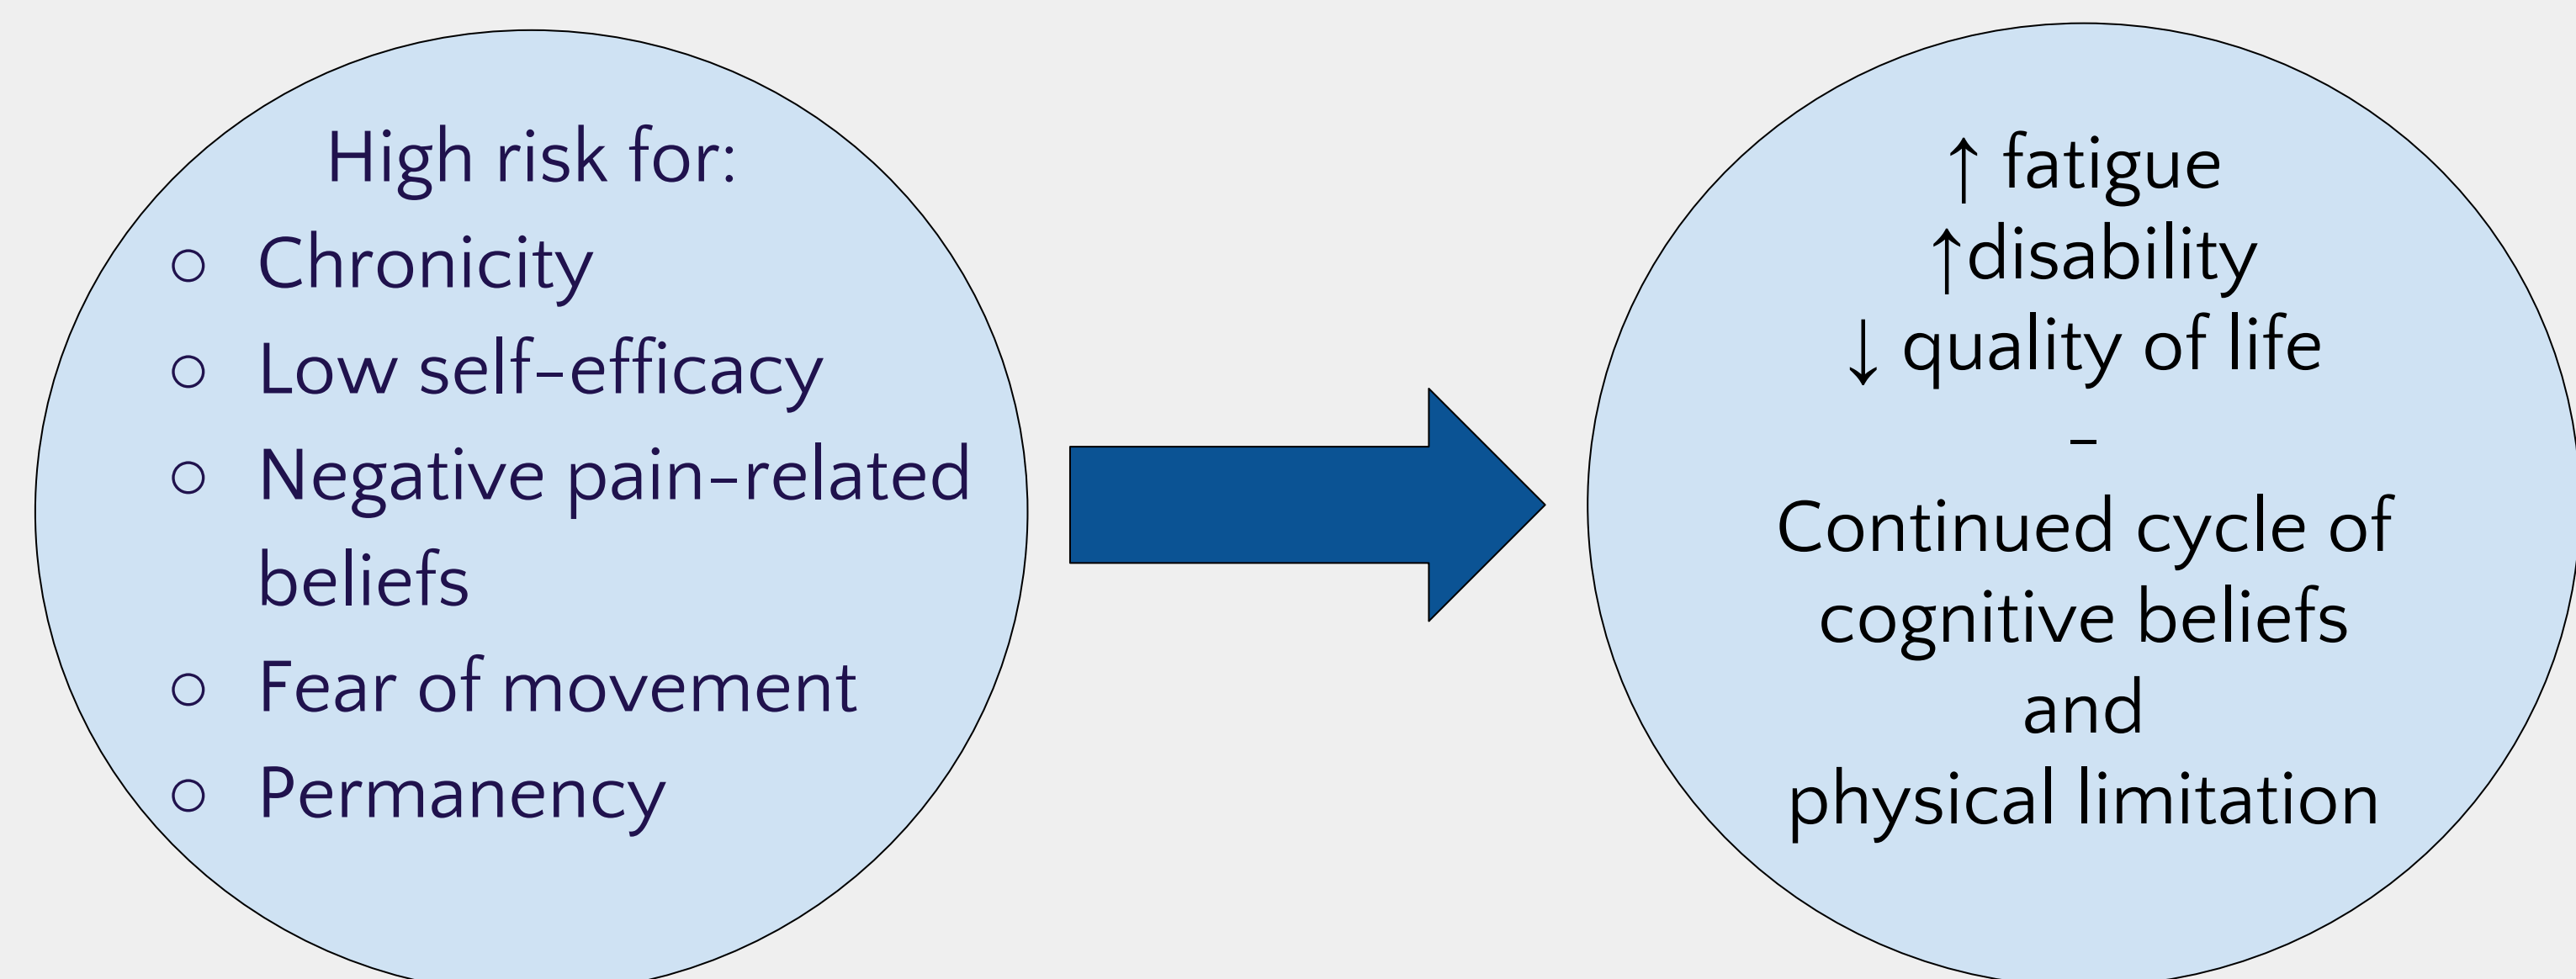 High risk for:
○ Chronicity
○ Low self-efficacy
○ Negative pain-related
beliefs
○ Fear of movement
○ Permanency
↑ fatigue
↑disability
↓ quality of life
-
Continued cycle of
cognitive beliefs
and
physical limitation